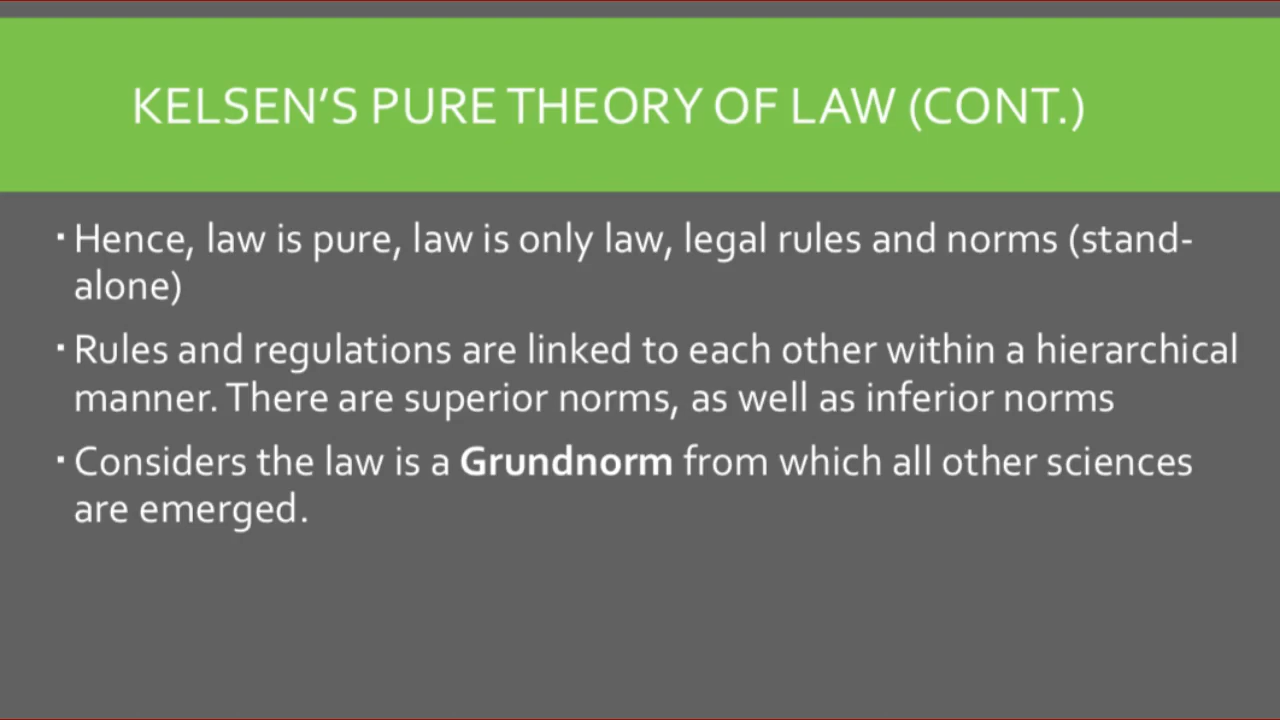 KELSEN’S PURE THEORY OF LAW (CONT.)
▪ Hence, law is pure, law is only law, legal rules and norms (stand-
alone)
▪ Rules and regulations are linked to each other within a hierarchical
manner. There are superior norms, as well as inferior norms
▪ Considers the law is a Grundnorm from which all other sciences
are emerged.